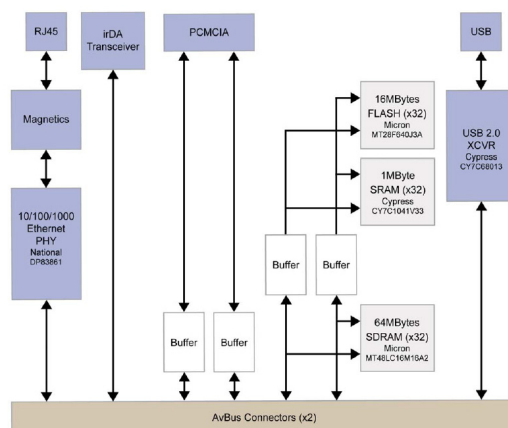 RJ45
irDA
Transceiver
PCMCIA
USB
Magnetics
16MBytes
FLASH (x32)
Micron
MT28F640J3A
USB 2.0
XCVR
Cypress
CY7C68013
1MByte
SRAM (x32)
Cypress
CY7C1041V33
10/100/1000
Ethernet
PHY
National
DP83861
Buffer
Buffer
Buffer
Buffer
64MBytes
SDRAM (x32)
Micron
MT48LC16M16A2
AvBus Connectors (x2)